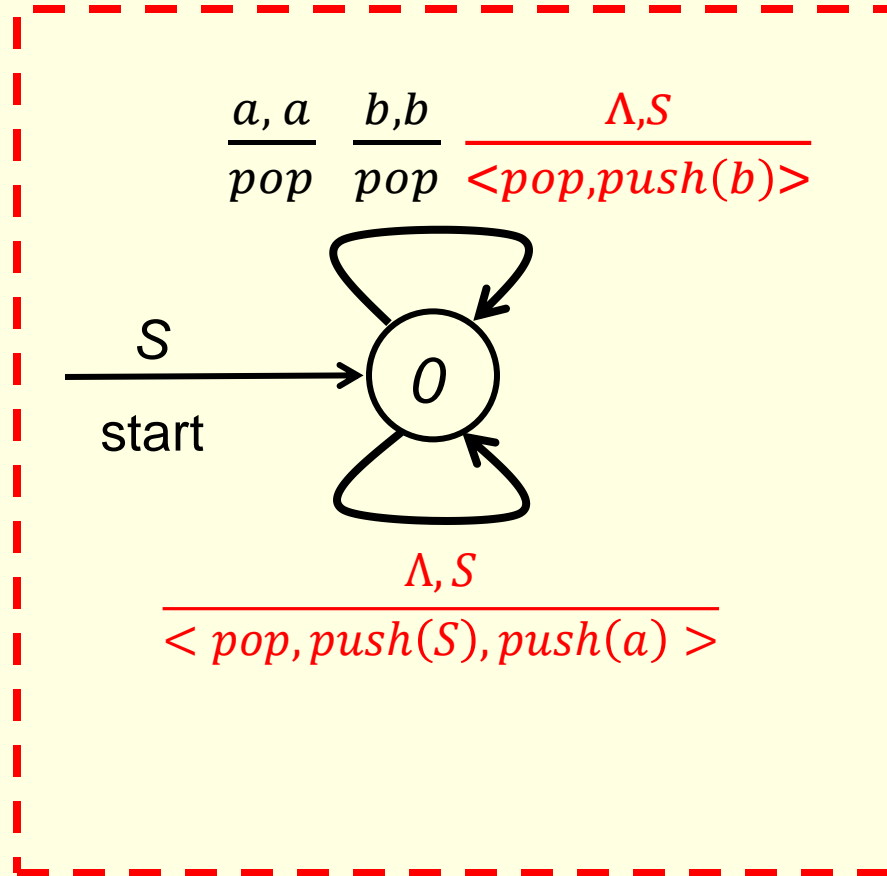 a, a b,b Λ,S
pop pop <pop,push(b)>
S
0
start
Λ, S
< pop, push(S), push(a) >